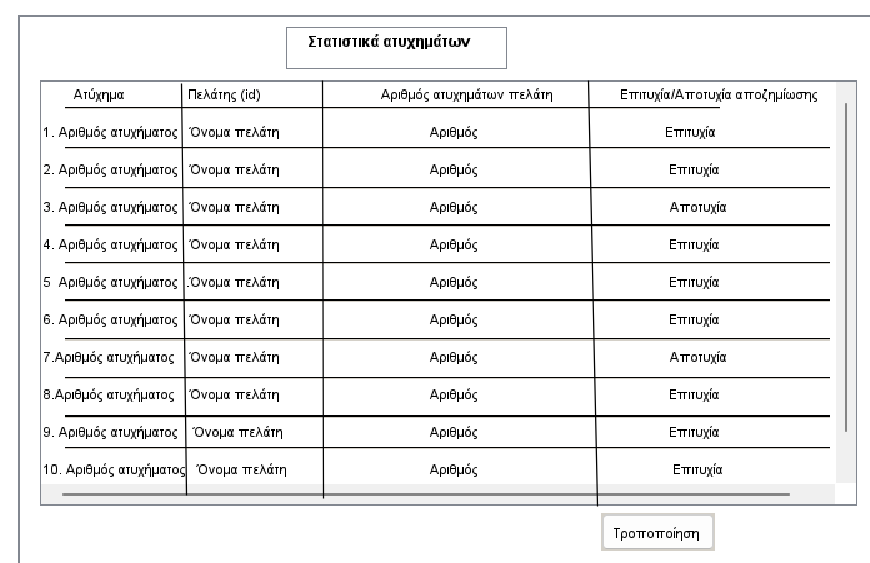 Στατιστικά ατυχημάτων
Ατύχημα Πελάτης (id) Αριθμός ατυχημάτων πελάτη Επιτυχία/Αποτυχία αποζημίωσης
1. Αριθμός ατυχήματος Όνομα πελάτη Αριθμός Επιτυχία
2. Αριθμός ατυχήματος Όνομα πελάτη Αριθμός Επιτυχία
3. Αριθμός ατυχήματος Όνομα πελάτη Αριθμός Αποτυχία
4. Αριθμός ατυχήματος Όνομα πελάτη Αριθμός Επιτυχία
5 Αριθμός ατυχήματος Όνομα πελάτη Αριθμός Επιτυχία
6. Αριθμός ατυχήματος Όνομα πελάτη Αριθμός Επιτυχία
7.Αριθμός ατυχήματος Όνομα πελάτη Αριθμός Αποτυχία
8.Αριθμός ατυχήματος Όνομα πελάτη Αριθμός Επιτυχία
9. Αριθμός ατυχήματος Όνομα πελάτη Αριθμός Επιτυχία
10. Αριθμός ατυχήματος Όνομα πελάτη Αριθμός Επιτυχία
Τροποποίηση